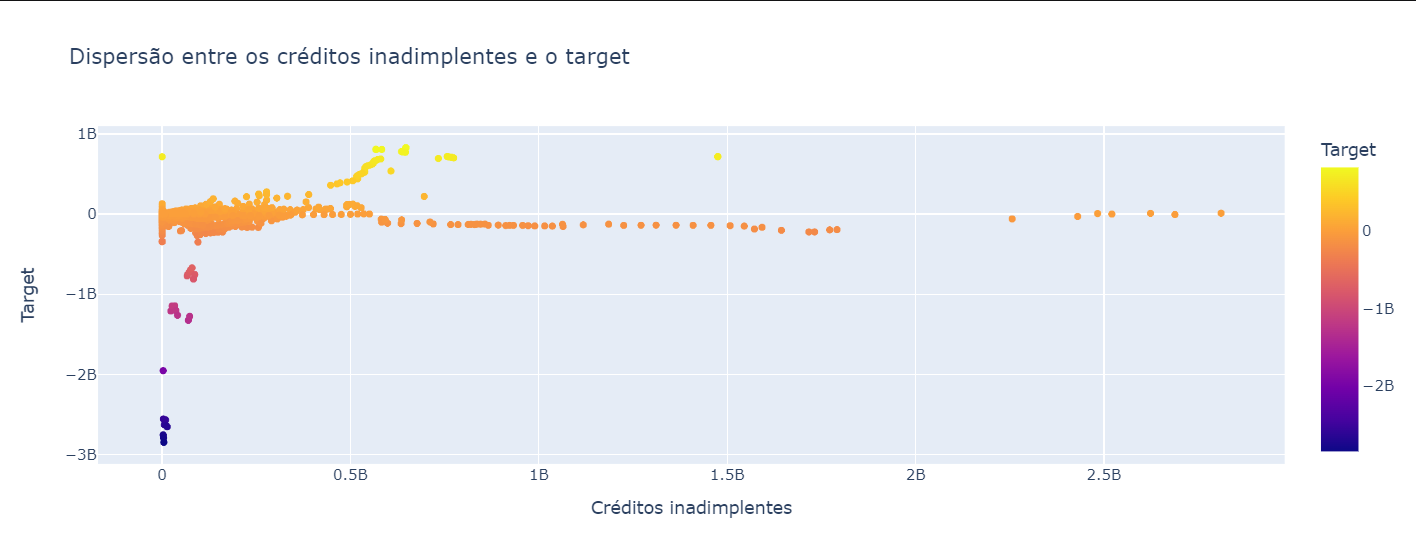 Dispersão entre os créditos inadimplentes e o target
1B
0
−1B
−2B
−3B
Target
0
0.5B
1B
1.5B
2B
2.5B
Créditos inadimplentes
Target
0
−1B
−2B